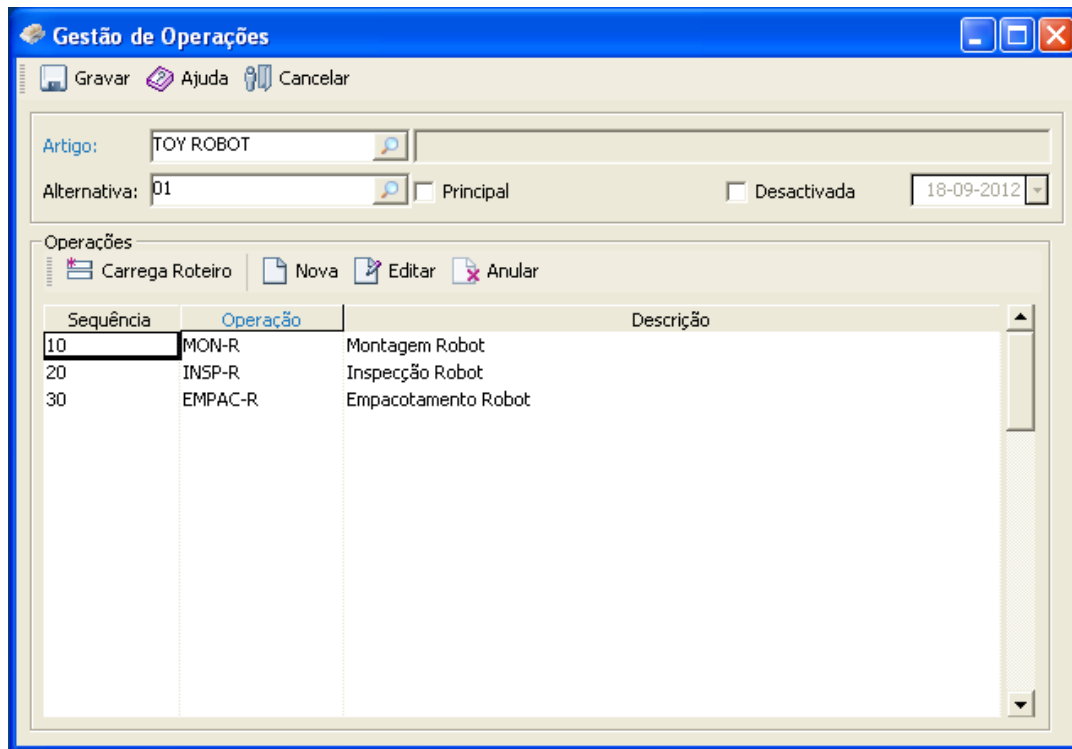 Gestão de Operações
Gravar Ajuda Cancelar
Artigo: TOY ROBOT
Alternativa: 01 Principal Desactivada 18-09-2012
Operações
Carrega Roteiro Nova Editar Anular
Sequência Operação Descrição
10 MON-R Montagem Robot
20 INSP-R Inspecção Robot
30 EMPAC-R Empacotamento Robot